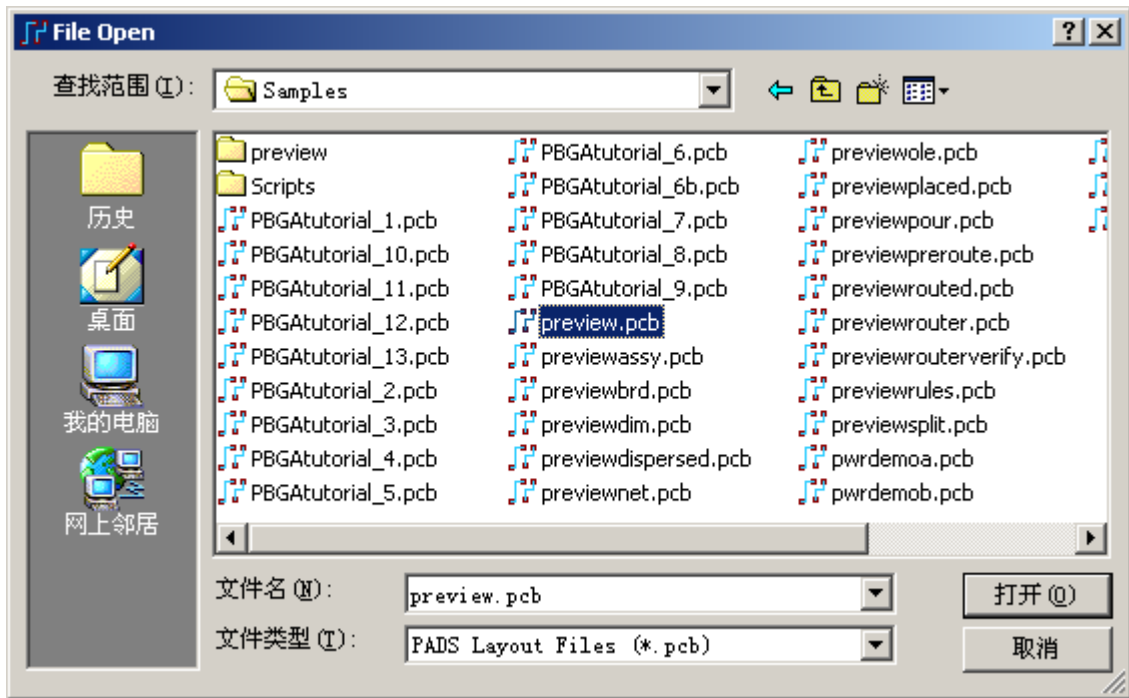 File Open
查找范围(I):
Samples
历史
桌面
我的电脑
网上邻居
preview
Scripts
PBGAtutorial_1.pcb
PBGAtutorial_10.pcb
PBGAtutorial_11.pcb
PBGAtutorial_12.pcb
PBGAtutorial_13.pcb
PBGAtutorial_2.pcb
PBGAtutorial_3.pcb
PBGAtutorial_4.pcb
PBGAtutorial_5.pcb
PBGAtutorial_6.pcb
PBGAtutorial_6b.pcb
PBGAtutorial_7.pcb
PBGAtutorial_8.pcb
PBGAtutorial_9.pcb
preview.pcb
previewassy.pcb
previewbrd.pcb
previewdim.pcb
previewdispersed.pcb
previewnet.pcb
previewole.pcb
previewplaced.pcb
previewpour.pcb
previewpreroute.pcb
previewrouted.pcb
previewrouter.pcb
previewrouterverify.pcb
previewrules.pcb
previewsplit.pcb
pwrdemoa.pcb
pwrdemob.pcb
文件名(N):
preview.pcb
打开(O)
文件类型(T):
PADS Layout Files (*.pcb)
取消